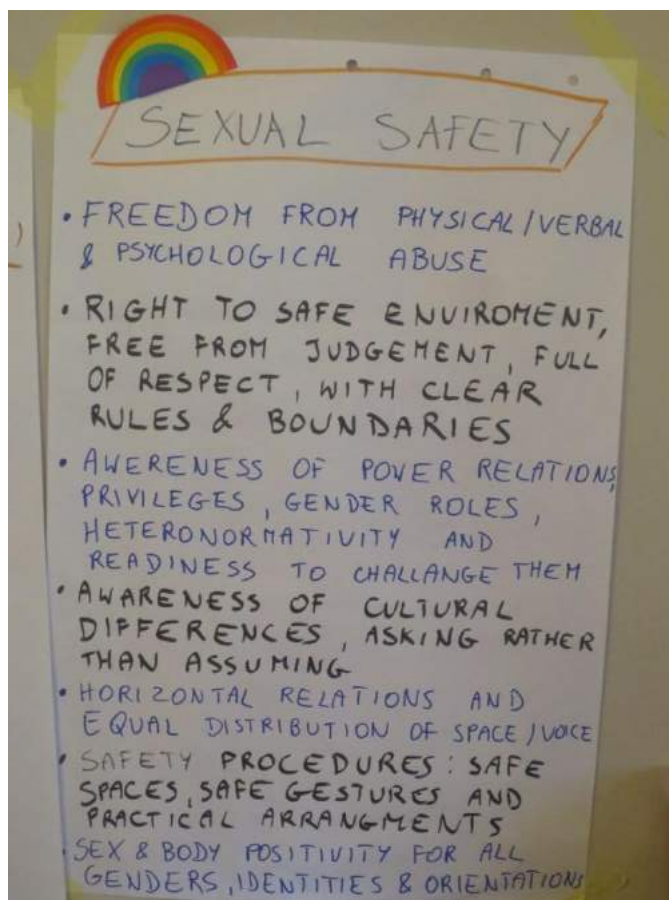 SEXUAL SAFETY
• FREEDOM FROM PHYSICAL/VERBAL
& PSYCHOLOGICAL ABUSE
• RIGHT TO SAFE ENVIROMENT,
FREE FROM JUDGEMENT, FULL
OF RESPECT, WITH CLEAR
RULES & BOUNDARIES
• AWERENESS OF POWER RELATIONS,
PRIVILEGES, GENDER ROLES,
HETERONORMATIVITY AND
READINESS TO CHALLANGE THEM
• AWARENESS OF CULTURAL
DIFFERENCES, ASKING RATHER
THAN ASSUMING
• HORIZONTAL RELATIONS AND
EQUAL DISTRIBUTION OF SPACE/VOICE
• SAFETY PROCEDURES: SAFE
SPACES, SAFE GESTURES AND
PRACTICAL ARRANGMENTS
• SEX & BODY POSITIVITY FOR ALL
GENDERS, IDENTITIES & ORIENTATIONS